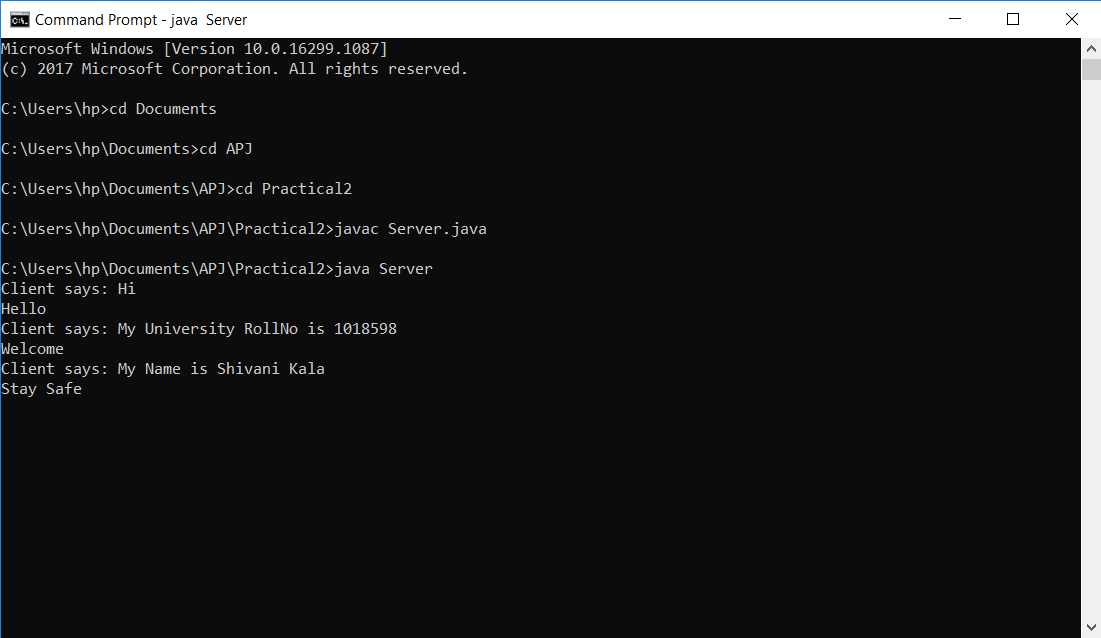 Command Prompt - java  Server
Microsoft Windows [Version 10.0.16299.1087]
(c) 2017 Microsoft Corporation. All rights reserved.
C:\Users\hp>cd Documents
C:\Users\hp\Documents>cd APJ
C:\Users\hp\Documents\APJ>cd Practical2
C:\Users\hp\Documents\APJ\Practical2>javac Server.java
C:\Users\hp\Documents\APJ\Practical2>java Server
Client says: Hi
Hello
Client says: My University RollNo is 1018598
Welcome
Client says: My Name is Shivani Kala
Stay Safe